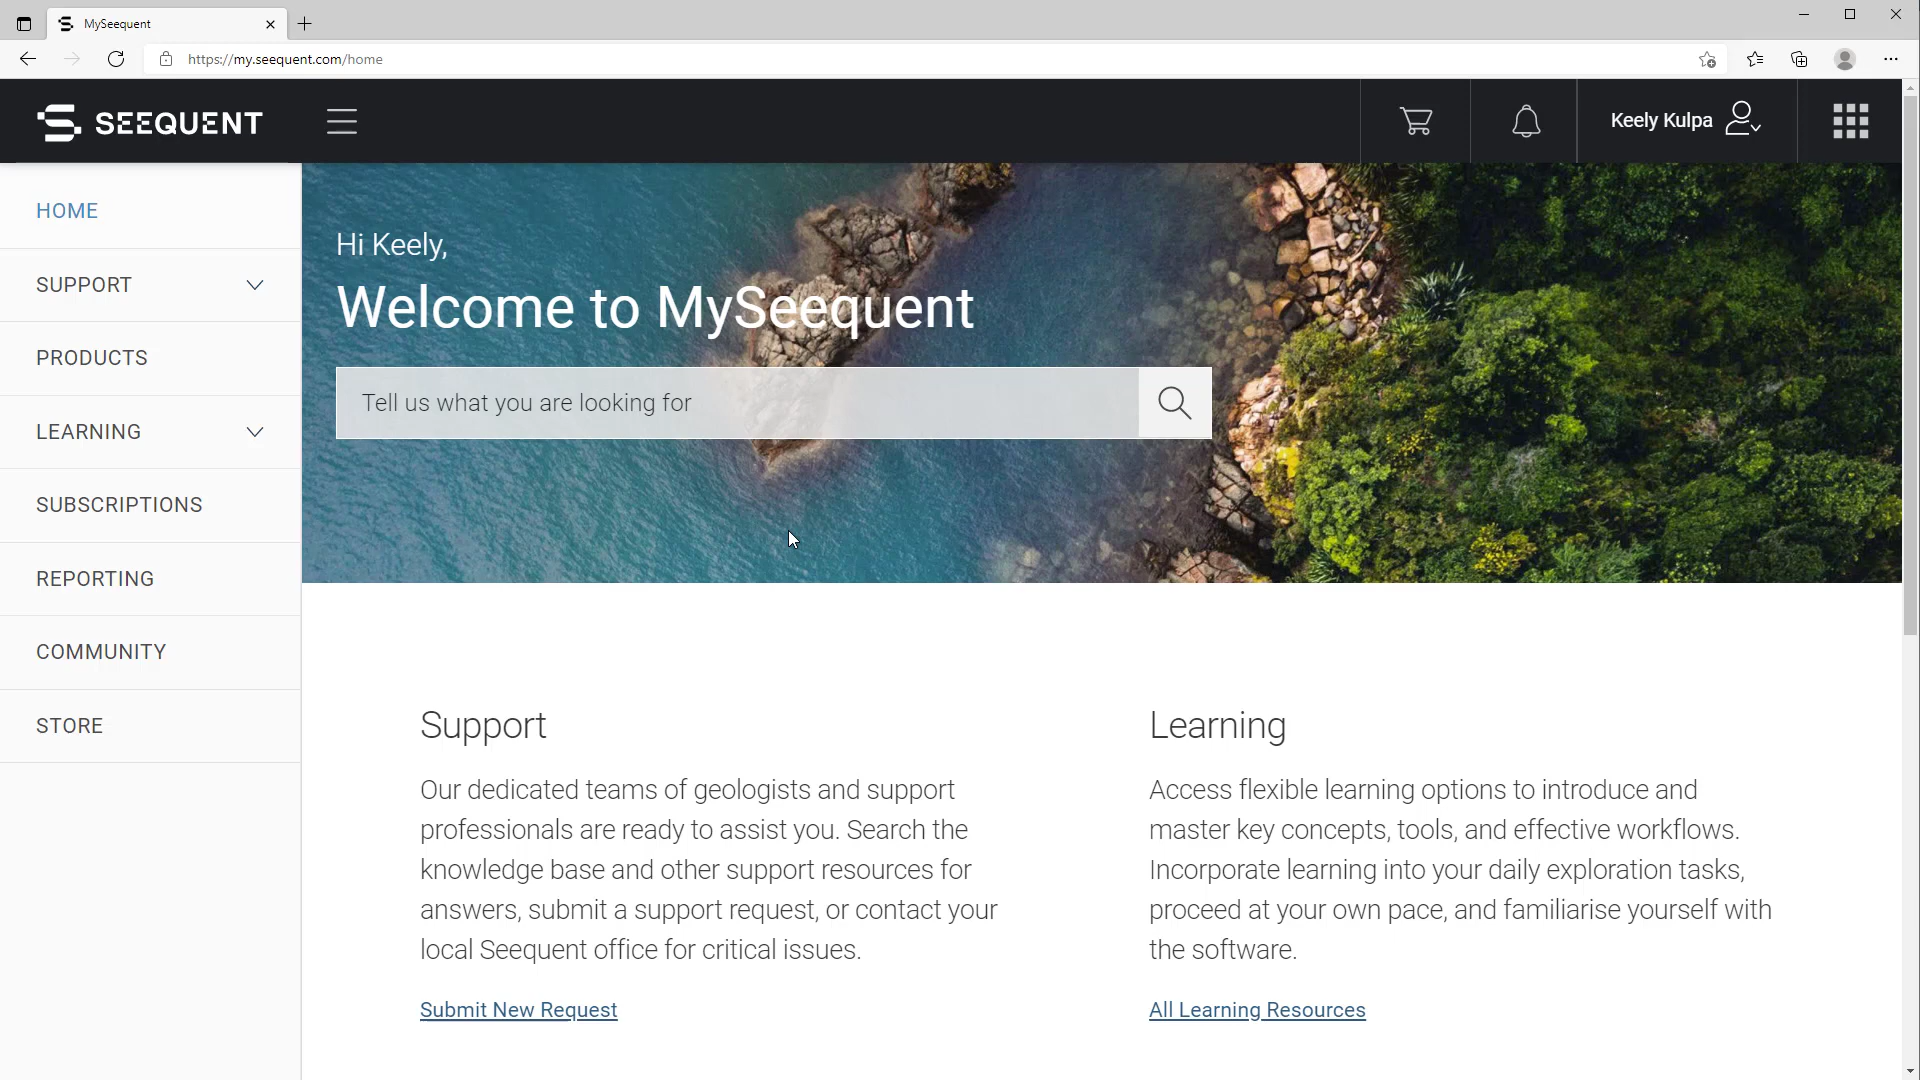 MySeequent
https://my.seequent.com/home
SEEQUENT
Keely Kulpa
HOME
SUPPORT
PRODUCTS
LEARNING
SUBSCRIPTIONS
REPORTING
COMMUNITY
STORE
Hi Keely,
Welcome to MySeequent
Tell us what you are looking for
Support
Our dedicated teams of geologists and support
professionals are ready to assist you. Search the
knowledge base and other support resources for
answers, submit a support request, or contact your
local Seequent office for critical issues.
Submit New Request
Learning
Access flexible learning options to introduce and
master key concepts, tools, and effective workflows.
Incorporate learning into your daily exploration tasks,
proceed at your own pace, and familiarise yourself with
the software.
All Learning Resources